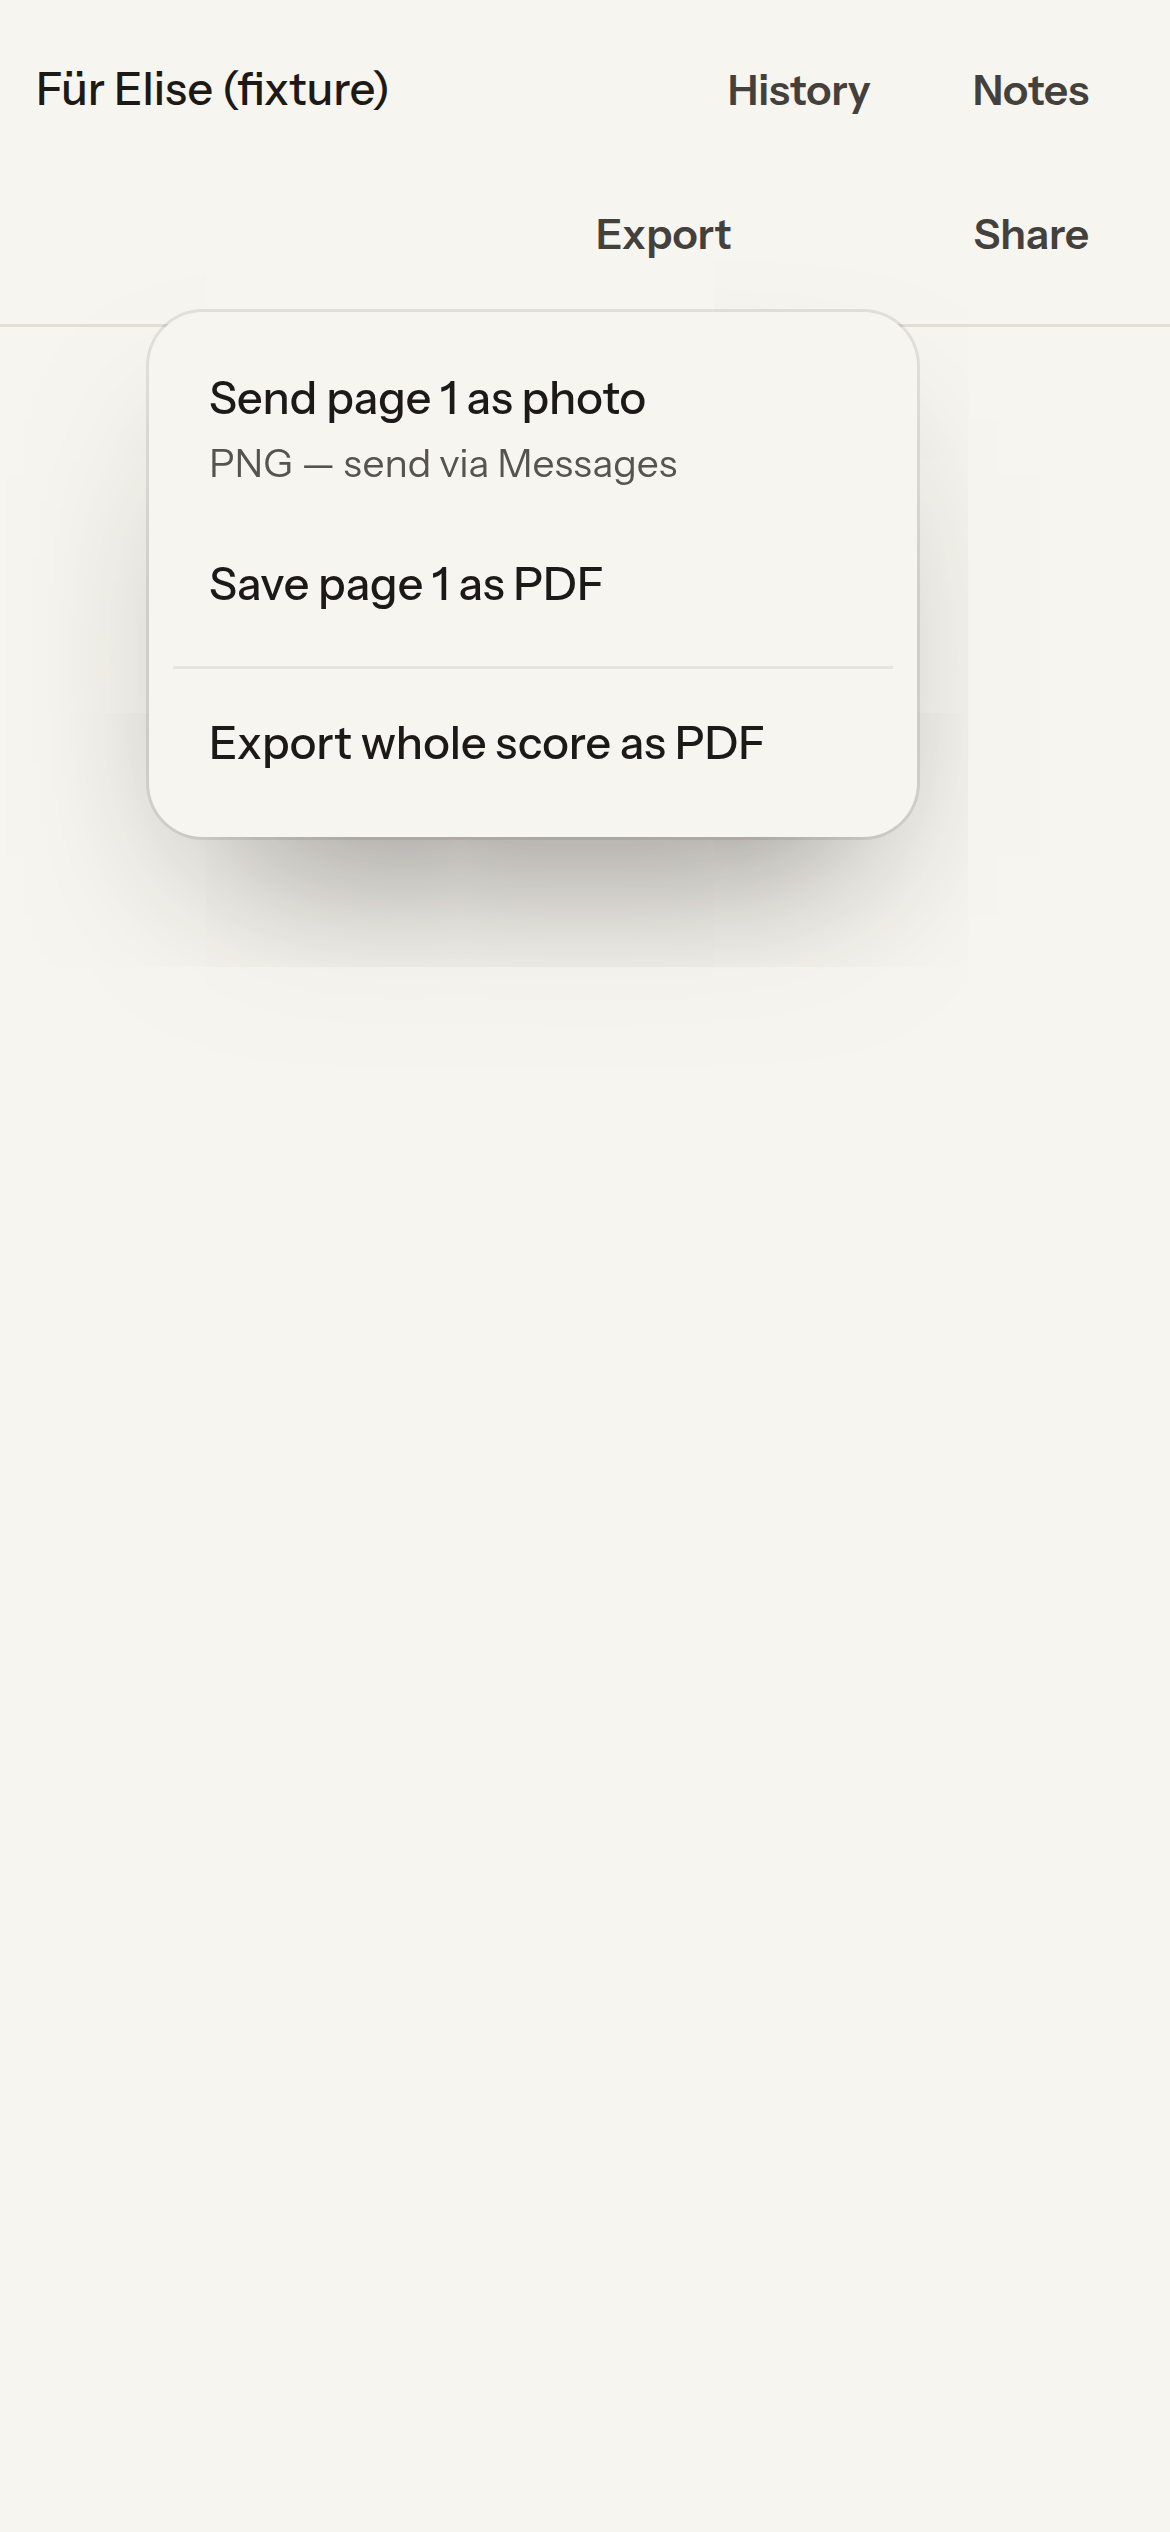 Für Elise (fixture)
History
Notes
Export
Share
Send page 1 as photo
PNG — send via Messages
Save page 1 as PDF
Export whole score as PDF